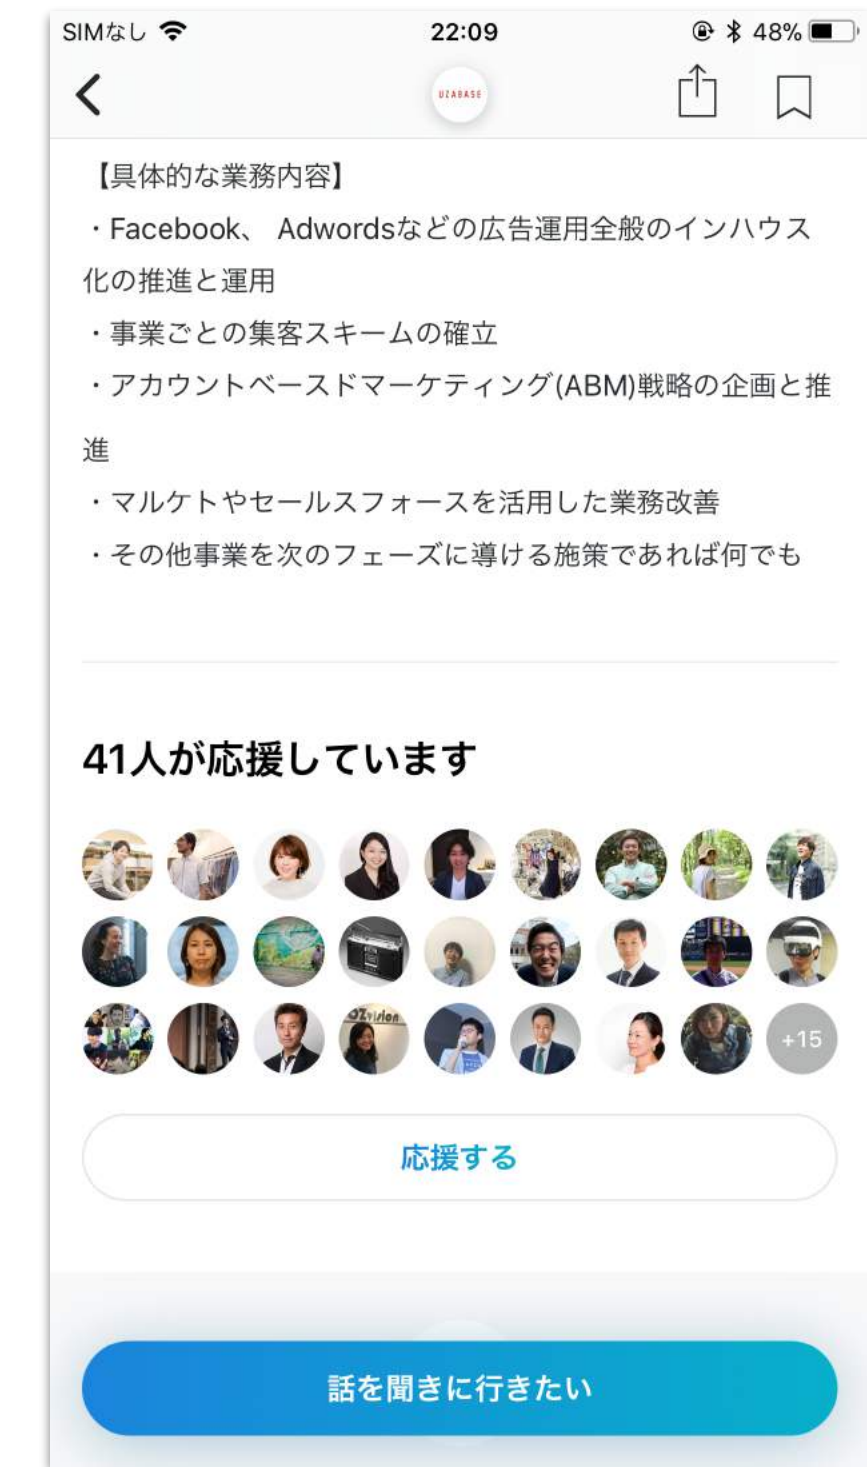 SIMなし 22:09 48%
UZABASE
【具体的な業務内容】
・Facebook、 Adwordsなどの広告運用全般のインハウス
化の推進と運用
・事業ごとの集客スキームの確立
・アカウントベースドマーケティング(ABM)戦略の企画と推
進
・マルケトやセールスフォースを活用した業務改善
・その他事業を次のフェーズに導ける施策であれば何でも
41人が応援しています
OZvision
+15
応援する
話を聞きに行きたい